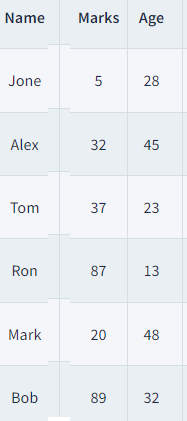 Name Marks Age
Jone 5 28
Alex 32 45
Tom 37 23
Ron 87 13
Mark 20 48
Bob 89 32